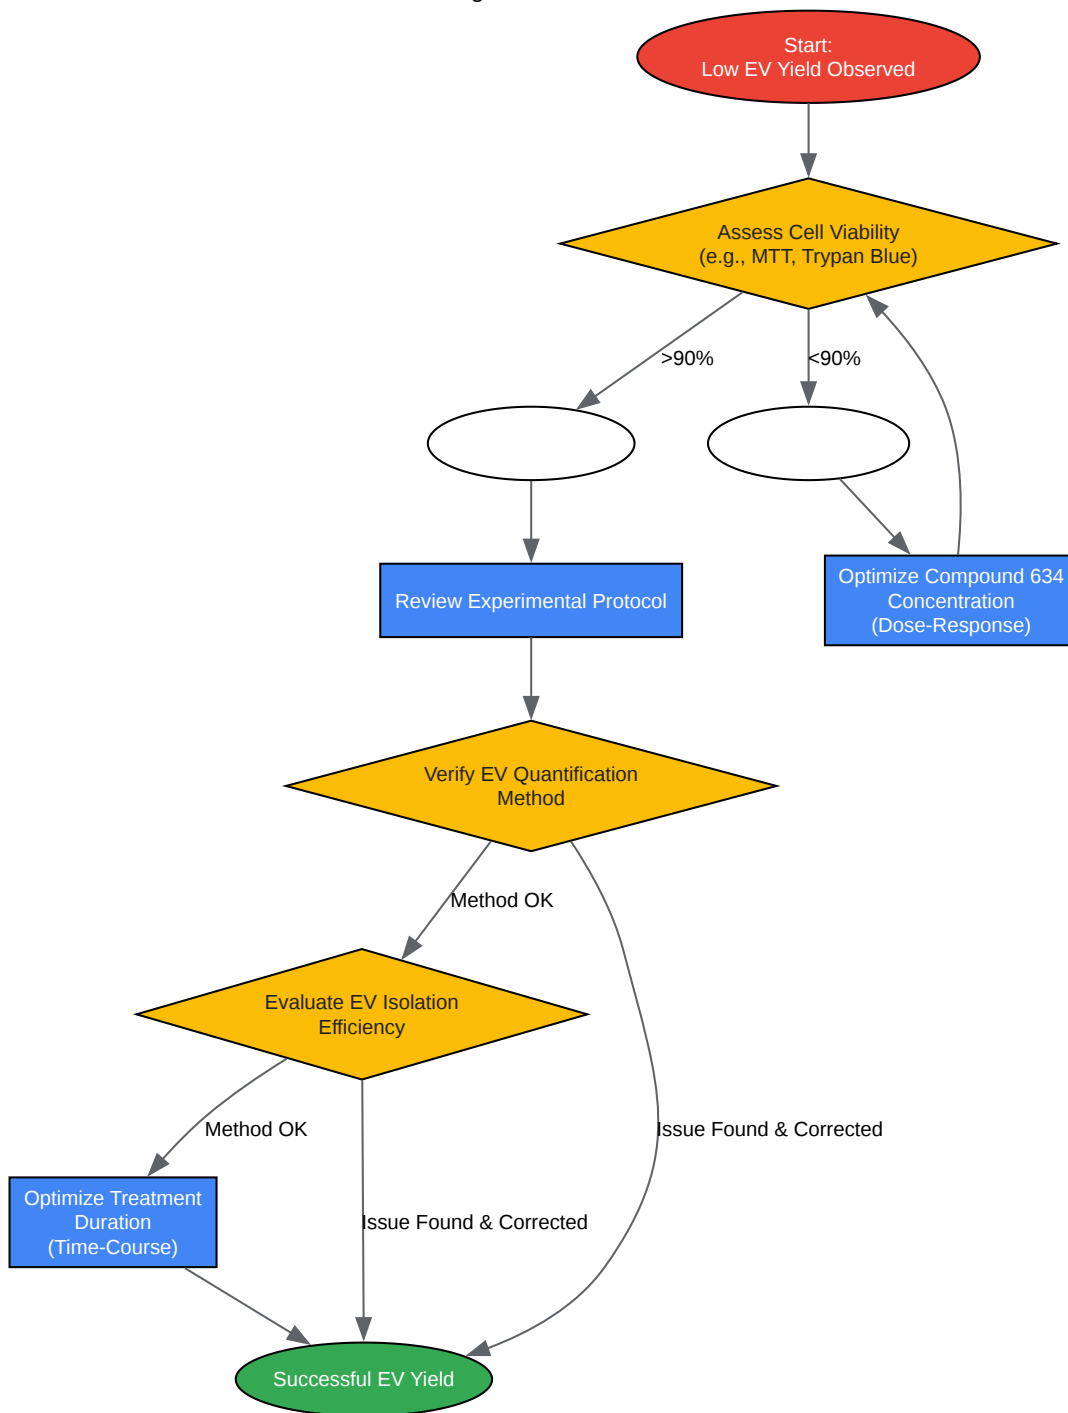 Start:
Low EV Yield Observed
Assess Cell Viability
(e.g., MTT, Trypan Blue)
>90%
<90%
Optimize Compound 634
Concentration
(Dose-Response)
Review Experimental Protocol
Verify EV Quantification
Method
Method OK
Evaluate EV Isolation
Efficiency
Method OK
Issue Found & Corrected
Optimize Treatment
Duration
(Time-Course)
Issue Found & Corrected
Successful EV Yield